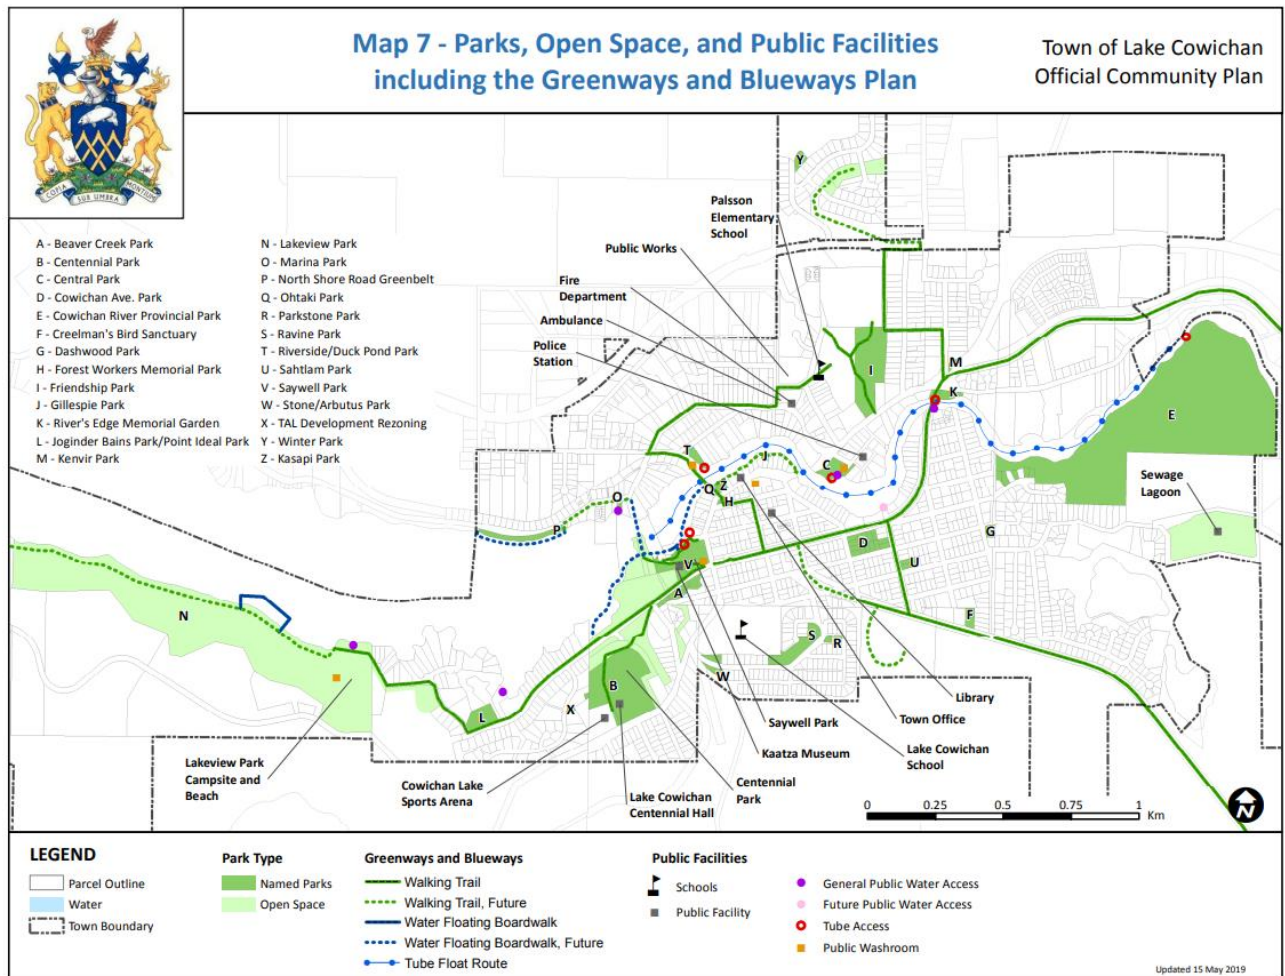 Map 7 - Parks, Open Space, and Public Facilities
including the Greenways and Blueways Plan
Town of Lake Cowichan
Official Community Plan
COPIA
SUB UMBRA
MONTIUM
A - Beaver Creek Park
B - Centennial Park
C - Central Park
D - Cowichan Ave. Park
E - Cowichan River Provincial Park
F - Creelman's Bird Sanctuary
G - Dashwood Park
H - Forest Workers Memorial Park
I - Friendship Park
J - Gillespie Park
K - River's Edge Memorial Garden
L - Joginder Bains Park/Point Ideal Park
M - Kenvir Park
N - Lakeview Park
O - Marina Park
P - North Shore Road Greenbelt
Q - Ohtaki Park
R - Parkstone Park
S - Ravine Park
T - Riverside/Duck Pond Park
U - Sahtlam Park
V - Saywell Park
W - Stone/Arbutus Park
X - TAL Development Rezoning
Y - Winter Park
Z - Kasapi Park
Y
Palsson
Elementary
School
Public Works
Fire
Department
Ambulance
Police
Station
I
M
K
E
T
J
C
Q
Z
H
O
P
Sewage
Lagoon
G
D
U
V
A
N
F
S
R
W
B
X
L
Library
Town Office
Saywell Park
Kaatza Museum
Lake Cowichan
School
Lakeview Park
Campsite and
Beach
Cowichan Lake
Sports Arena
Lake Cowichan
Centennial Hall
Centennial
Park
0 0.25 0.5 0.75 1
Km
N
LEGEND
Parcel Outline
Water
Town Boundary
Park Type
Named Parks
Open Space
Greenways and Blueways
Walking Trail
Walking Trail, Future
Water Floating Boardwalk
Water Floating Boardwalk, Future
Tube Float Route
Public Facilities
Schools
Public Facility
General Public Water Access
Future Public Water Access
Tube Access
Public Washroom
Updated 15 May 2019